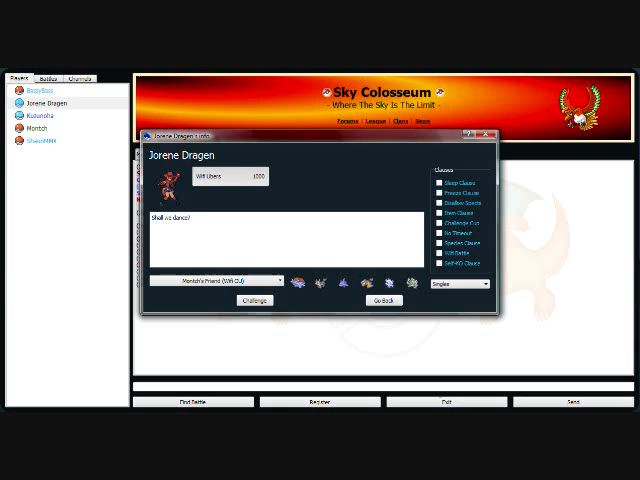 Players Battles Channels
BassyBass
Jorene Dragen
Kuzunoha
Montch
ShaunMMX
Sky Colosseum
- Where The Sky Is The Limit -
Forums | League | Clans | News
Jorene Dragen's info
Jorene Dragen
Wifi Ubers 1000
Shall we dance?
Montch's Friend (Wifi OU)
Challenge
Go Back
Clauses
Sleep Clause
Freeze Clause
Disallow Spects
Item Clause
Challenge Cup
No Timeout
Species Clause
Wifi Battle
Self-KO Clause
Singles
Find Battle
Register
Exit
Send